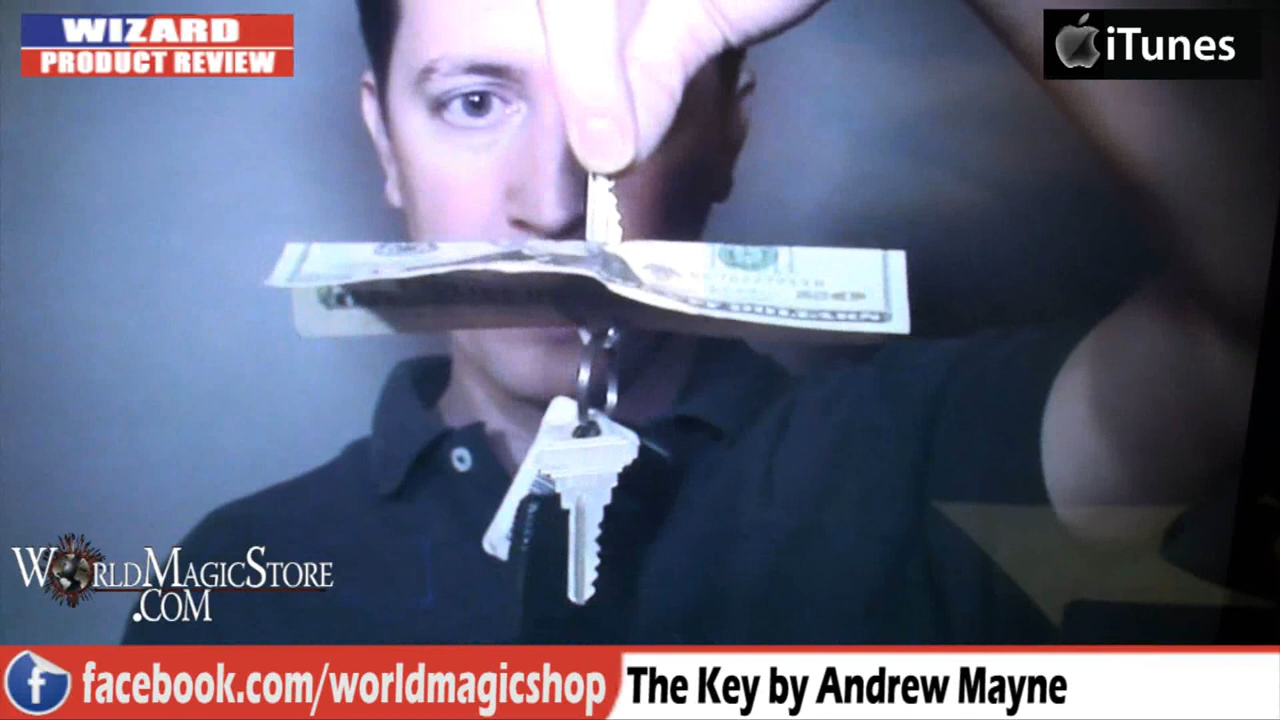 WIZARD
PRODUCT REVIEW
iTunes
WORLDMAGICSTORE
.COM
facebook.com/worldmagicshop
The Key by Andrew Mayne